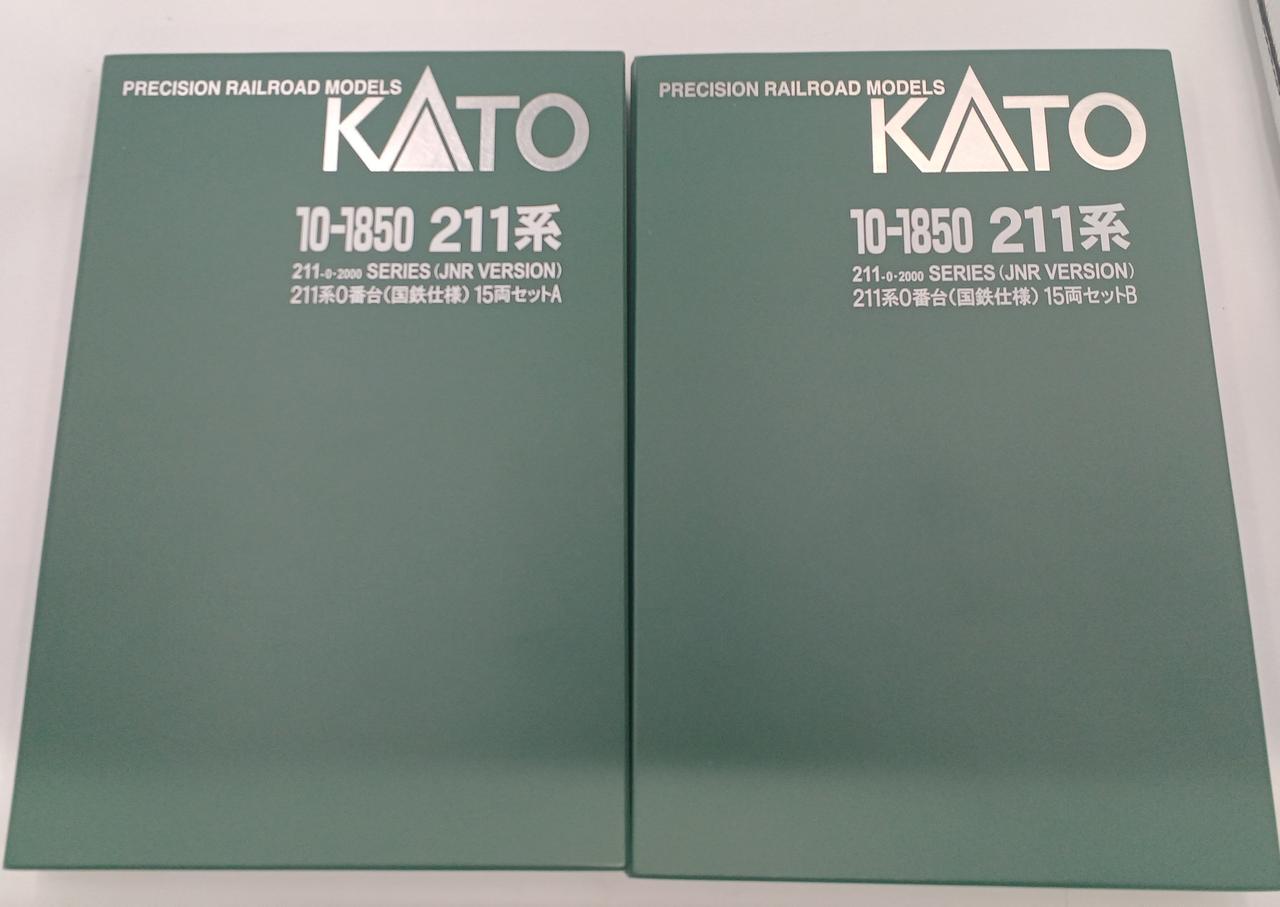 PRECISION RAILROAD MODELS
KATO
10-1850 211系
211-0・2000 SERIES (JNR VERSION)
211系0番台(国鉄仕様) 15両セットA
PRECISION RAILROAD MODELS
KATO
10-1850 211系
211-0・2000 SERIES (JNR VERSION)
211系0番台(国鉄仕様) 15両セットB